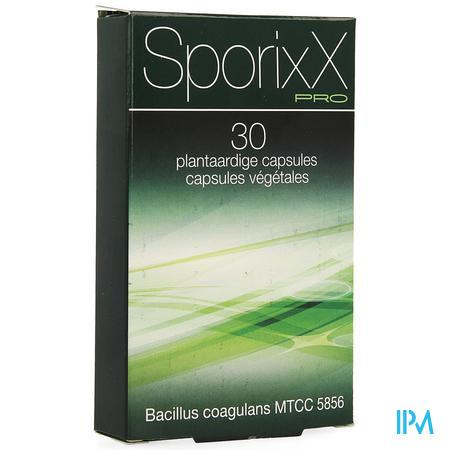 SporixX
PRO
30
plantaardige capsules
capsules végétales
Bacillus coagulans MTCC 5856
IPM